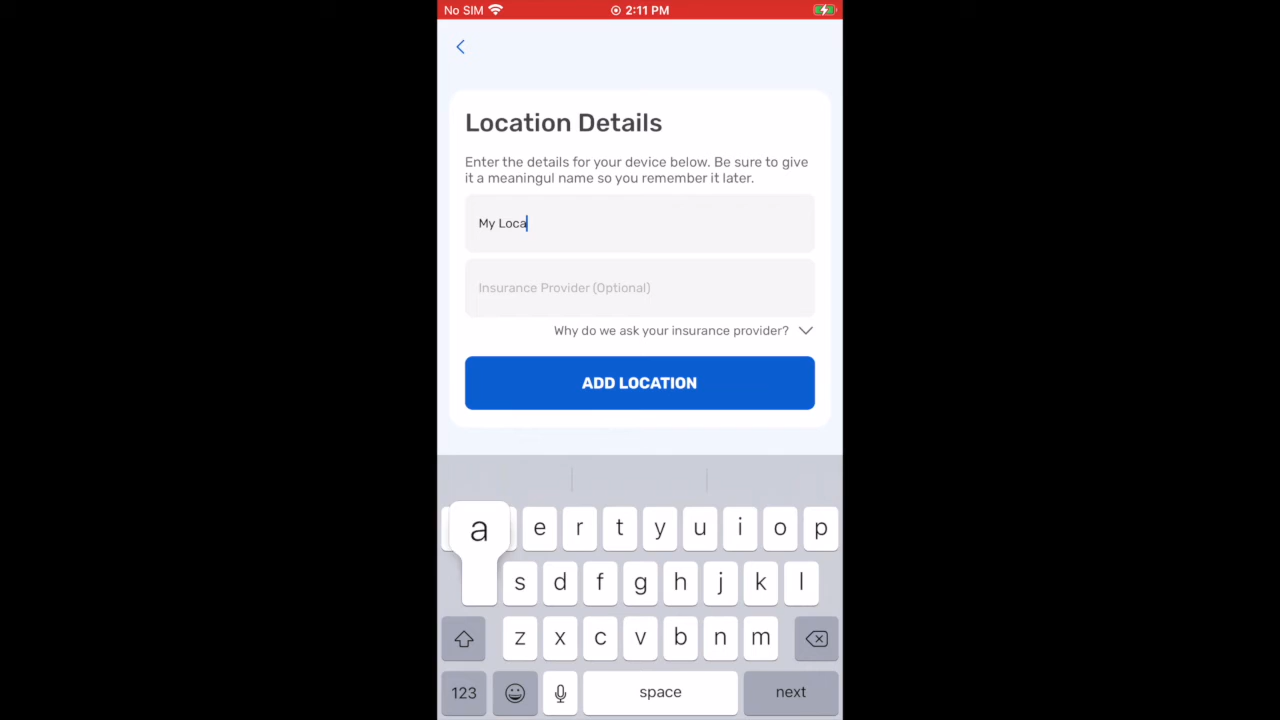 No SIM 2:11 PM
Location Details
Enter the details for your device below. Be sure to give
it a meaningul name so you remember it later.
My Loca
Insurance Provider (Optional)
Why do we ask your insurance provider?
ADD LOCATION
a e r t y u i o p
s d f g h j k l
z x c v b n m
123 space next